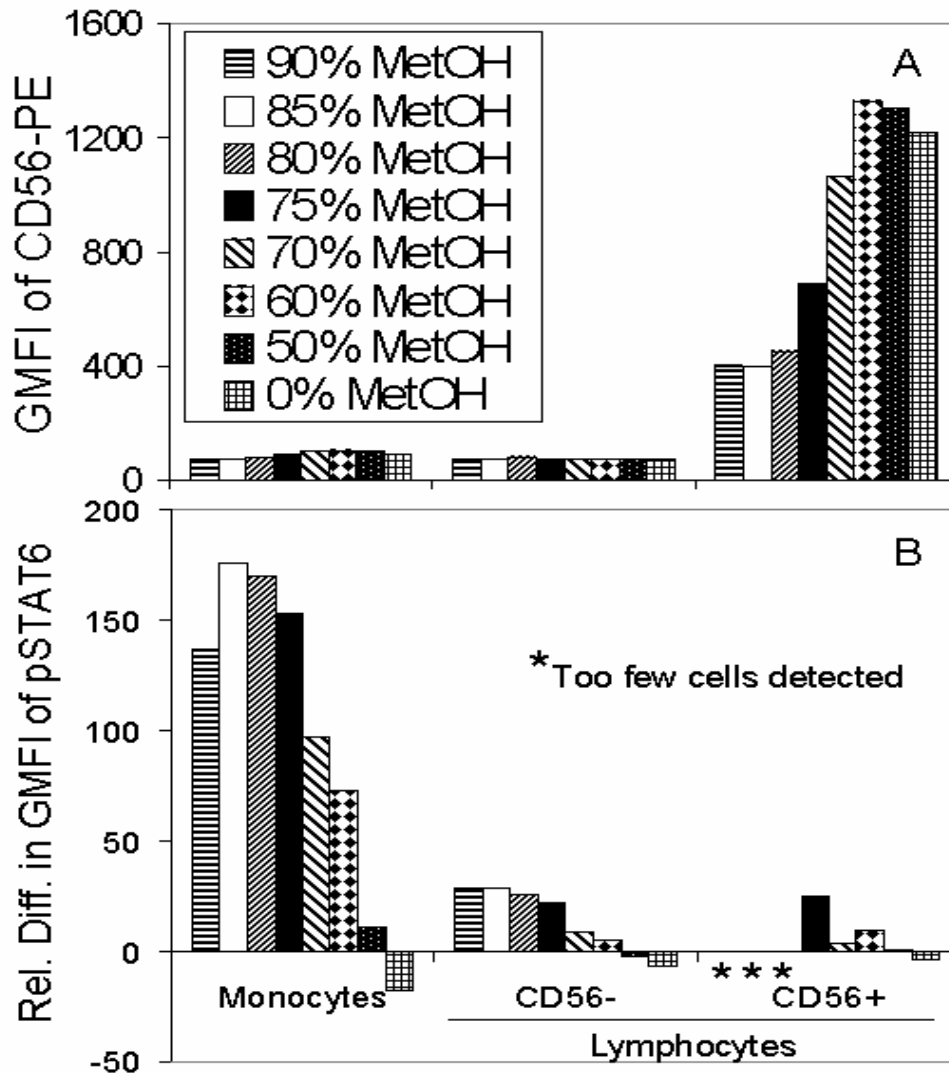 GMFI of CD56-PE
1600
1200
800
400
0
90% MetOH
85% MetOH
80% MetOH
75% MetOH
70% MetOH
60% MetOH
50% MetOH
0% MetOH
A
Rel. Diff. in GMFI of pSTAT6
200
150
100
50
0
-50
B
*Too few cells detected
* * *
Monocytes
CD56-
CD56+
Lymphocytes